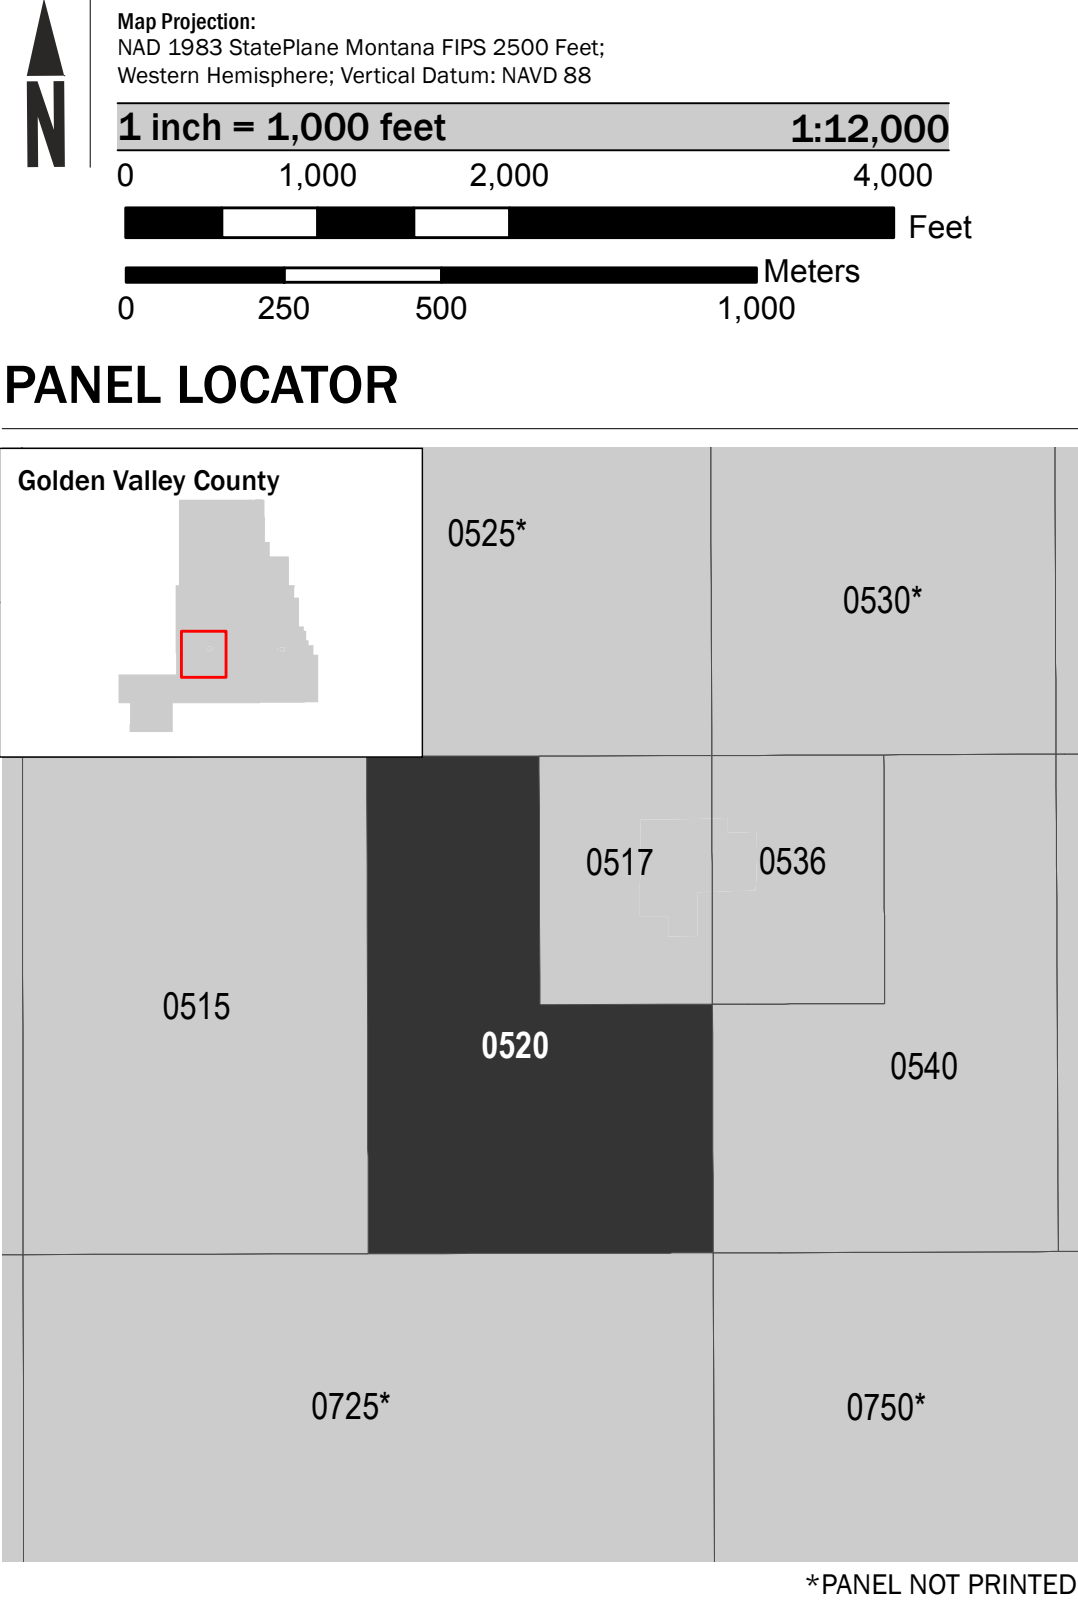 Map Projection:
NAD 1983 StatePlane Montana FIPS 2500 Feet;
Western Hemisphere; Vertical Datum: NAVD 88
N
1 inch = 1,000 feet 1:12,000
0 1,000 2,000 4,000
Feet
Meters
0 250 500 1,000
PANEL LOCATOR
Golden Valley County
0525*
0530*
0517
0536
0515
0520
0540
0725*
0750*
*PANEL NOT PRINTED